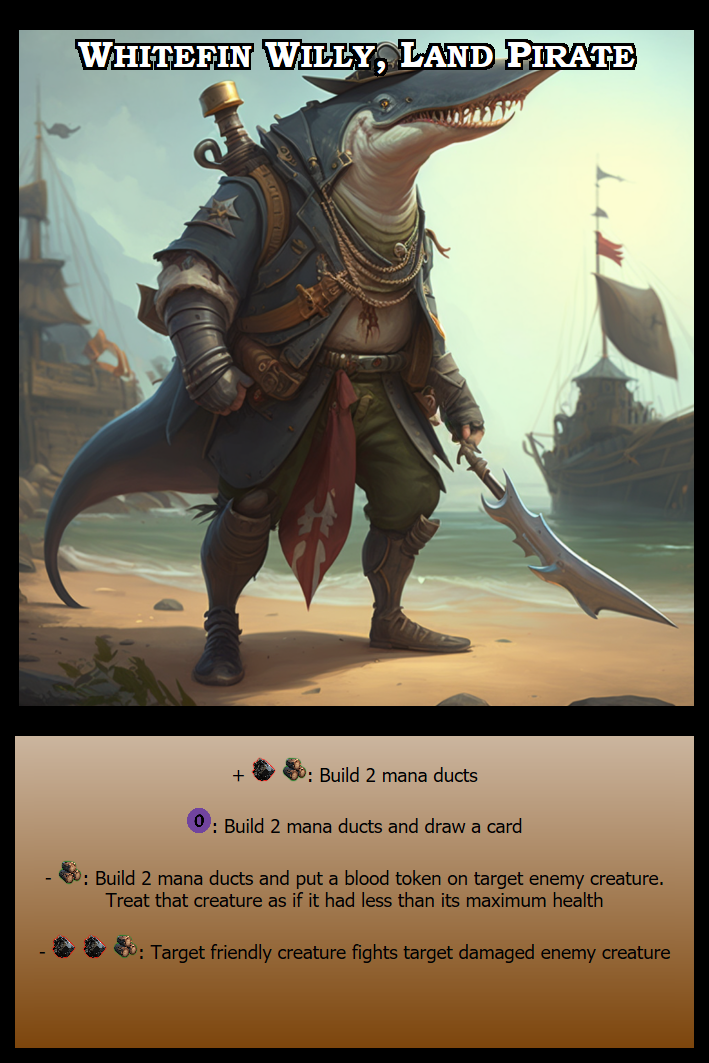 Whitefin Willy, Land Pirate
+ : Build 2 mana ducts
0 : Build 2 mana ducts and draw a card
- : Build 2 mana ducts and put a blood token on target enemy creature.
Treat that creature as if it had less than its maximum health
- : Target friendly creature fights target damaged enemy creature